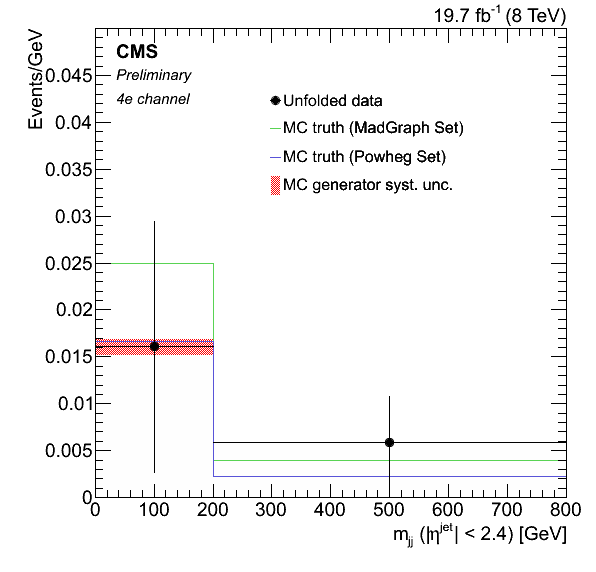 19.7 fb⁻¹ (8 TeV)
Events/GeV
CMS
Preliminary
4e channel
Unfolded data
MC truth (MadGraph Set)
MC truth (Powheg Set)
MC generator syst. unc.
0.045
0.04
0.035
0.03
0.025
0.02
0.015
0.01
0.005
0
0 100 200 300 400 500 600 700 800
m_jj (|η^jet| < 2.4) [GeV]